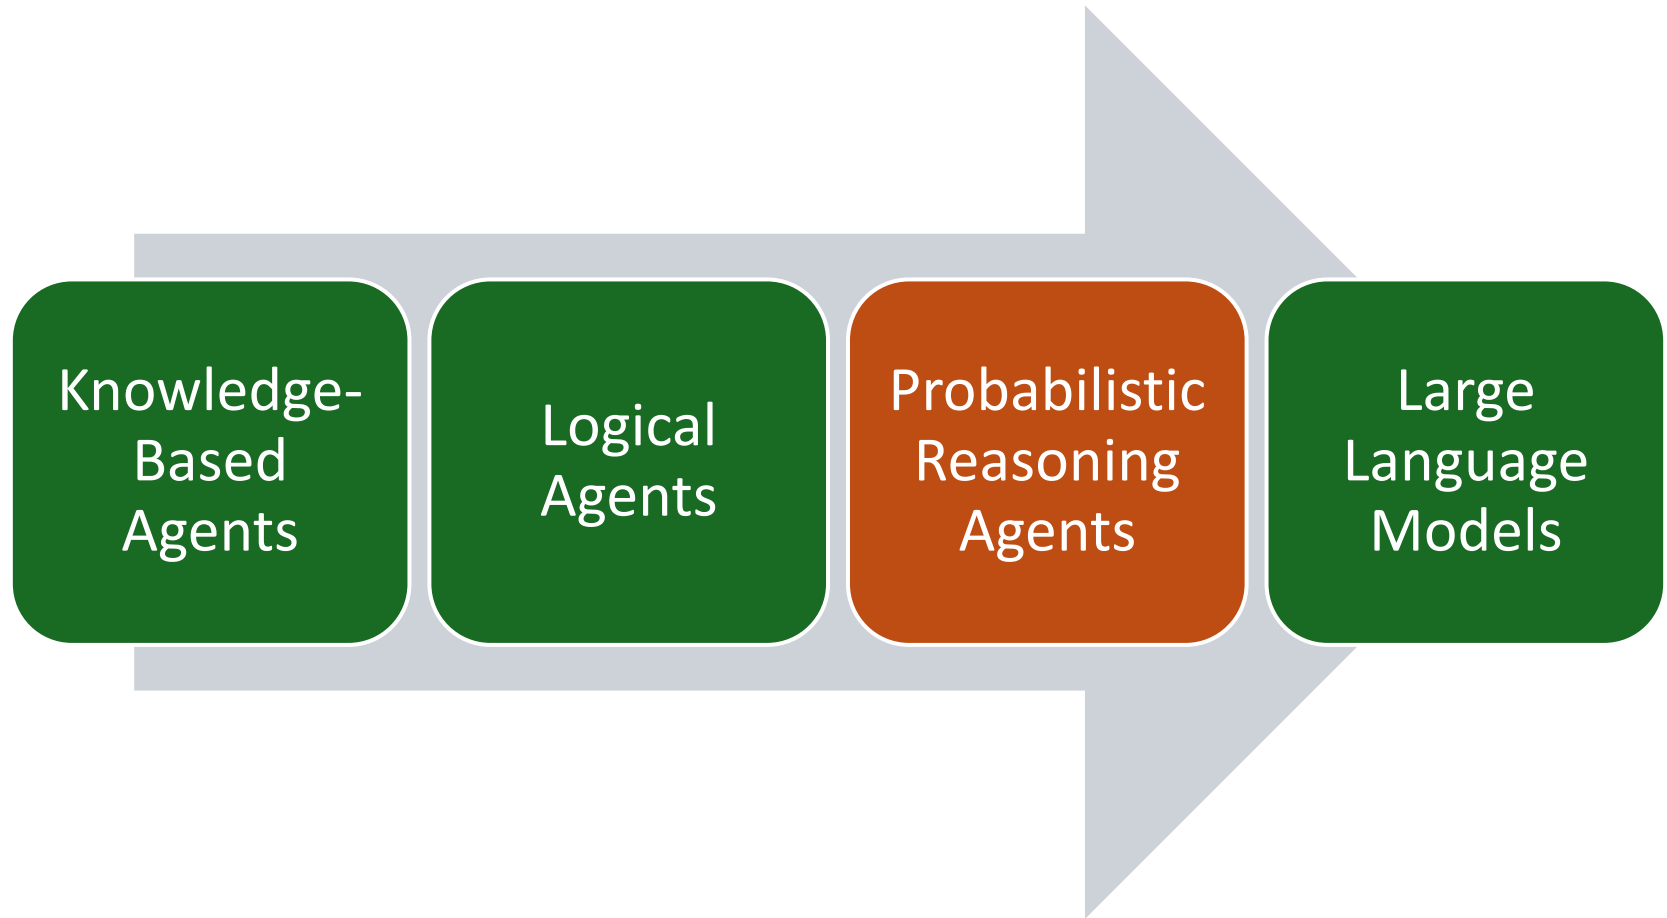 Knowledge-
Based
Agents
Logical
Agents
Probabilistic
Reasoning
Agents
Large
Language
Models